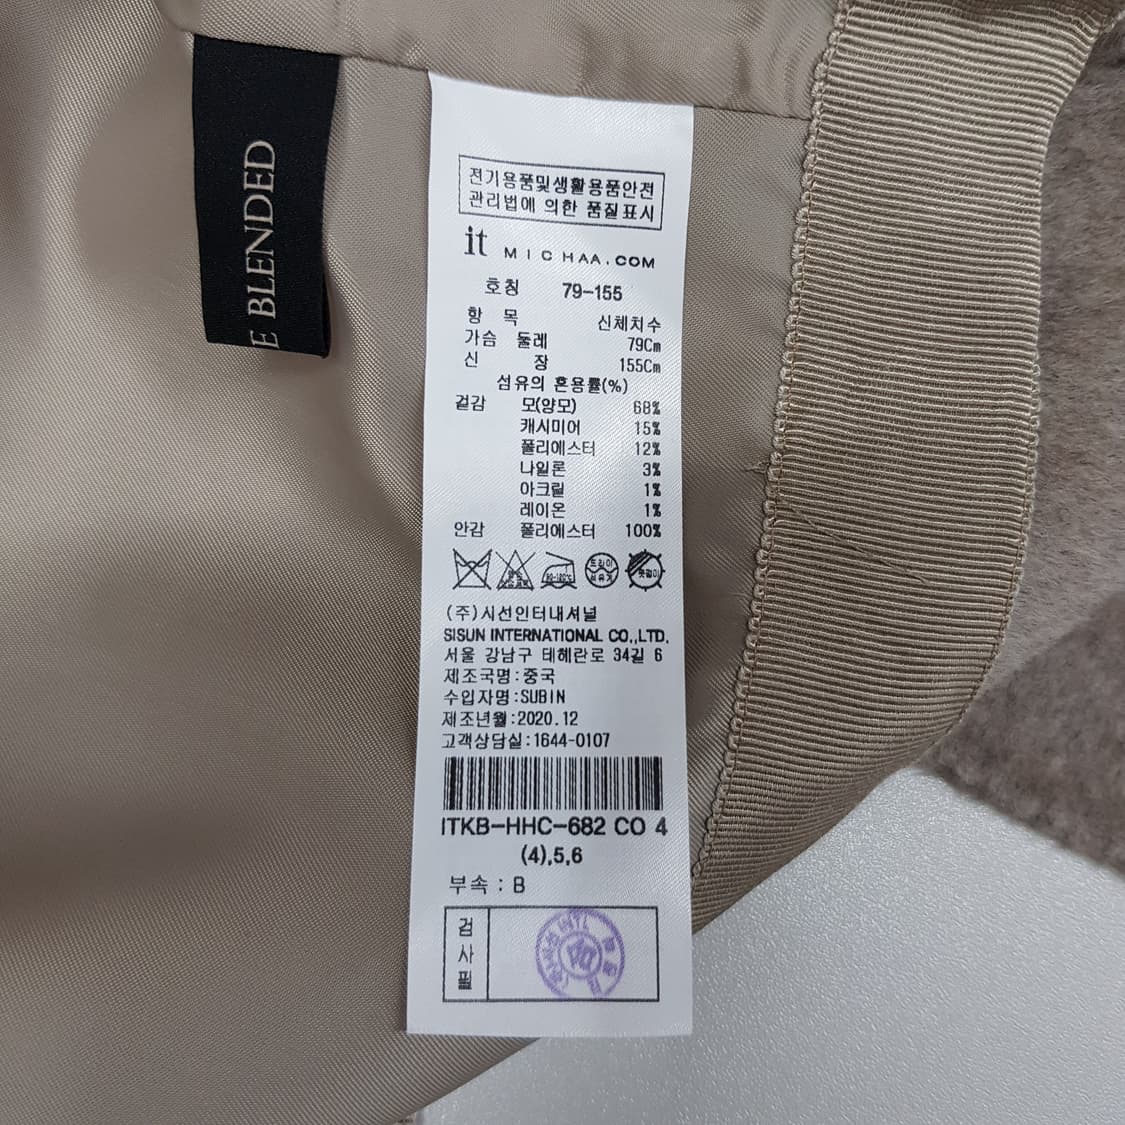 E BLENDED
전기용품및생활용품안전
관리법에 의한 품질표시
it MICHAA.COM
호칭 79-155
항 목 신체치수
가슴 둘레 79Cm
신 장 155Cm
섬유의 혼용률(%)
겉감 모(양모) 68%
캐시미어 15%
폴리에스터 12%
나일론 3%
아크릴 1%
레이온 1%
안감 폴리에스터 100%
드라이
(주)시선인터내셔널
SISUN INTERNATIONAL CO.,LTD.
서울 강남구 테헤란로 34길 6
제조국명:중국
수입자명:SUBIN
제조년월:2020.12
고객상담실:1644-0107
ITKB-HHC-682 CO 4
(4),5,6
부속 : B
검사필